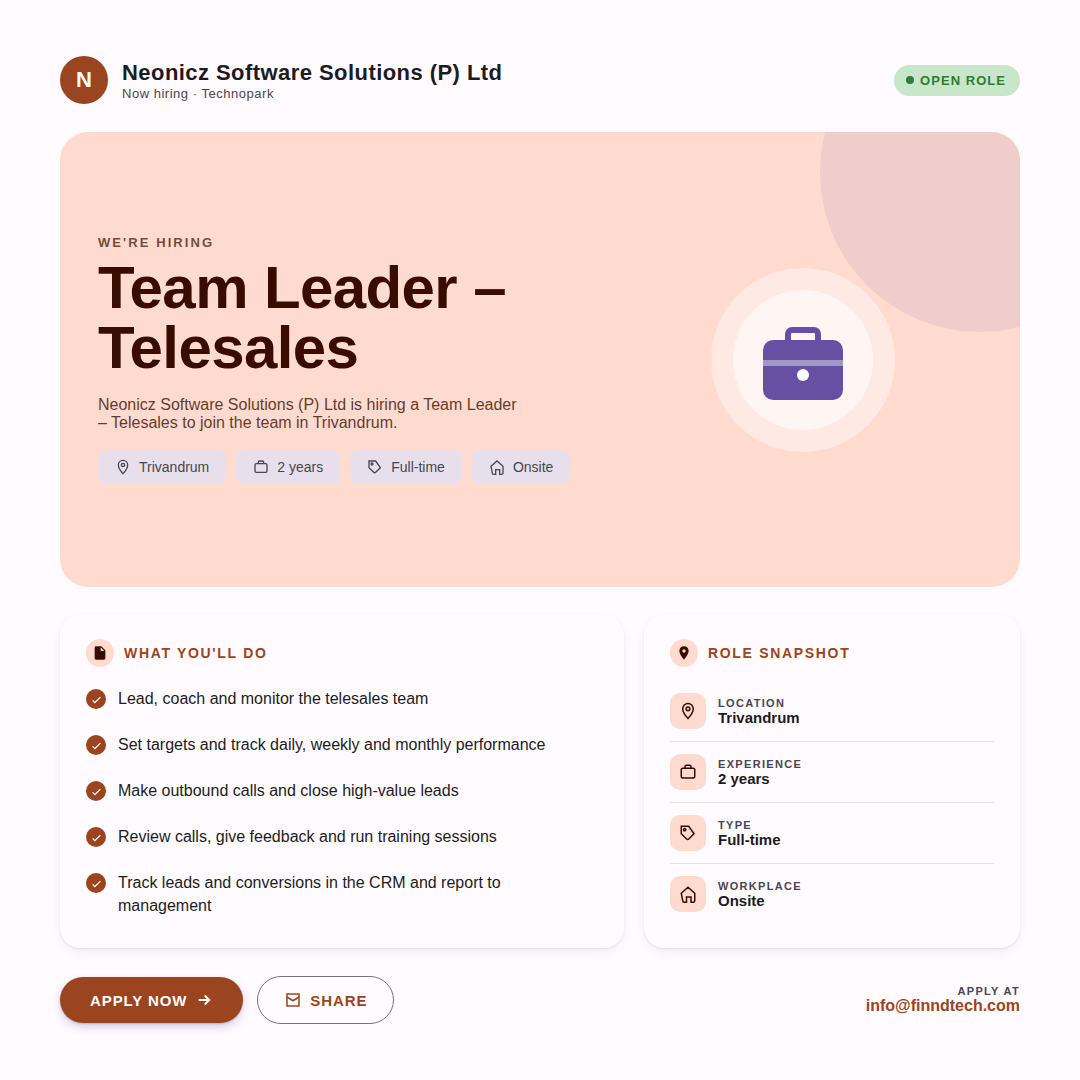 N
Neonicz Software Solutions (P) Ltd
Now hiring · Technopark
OPEN ROLE
WE'RE HIRING
Team Leader –
Telesales
Neonicz Software Solutions (P) Ltd is hiring a Team Leader
– Telesales to join the team in Trivandrum.
Trivandrum
2 years
Full-time
Onsite
WHAT YOU'LL DO
Lead, coach and monitor the telesales team
Set targets and track daily, weekly and monthly performance
Make outbound calls and close high-value leads
Review calls, give feedback and run training sessions
Track leads and conversions in the CRM and report to
management
ROLE SNAPSHOT
LOCATION
Trivandrum
EXPERIENCE
2 years
TYPE
Full-time
WORKPLACE
Onsite
APPLY NOW
SHARE
APPLY AT
info@finndtech.com